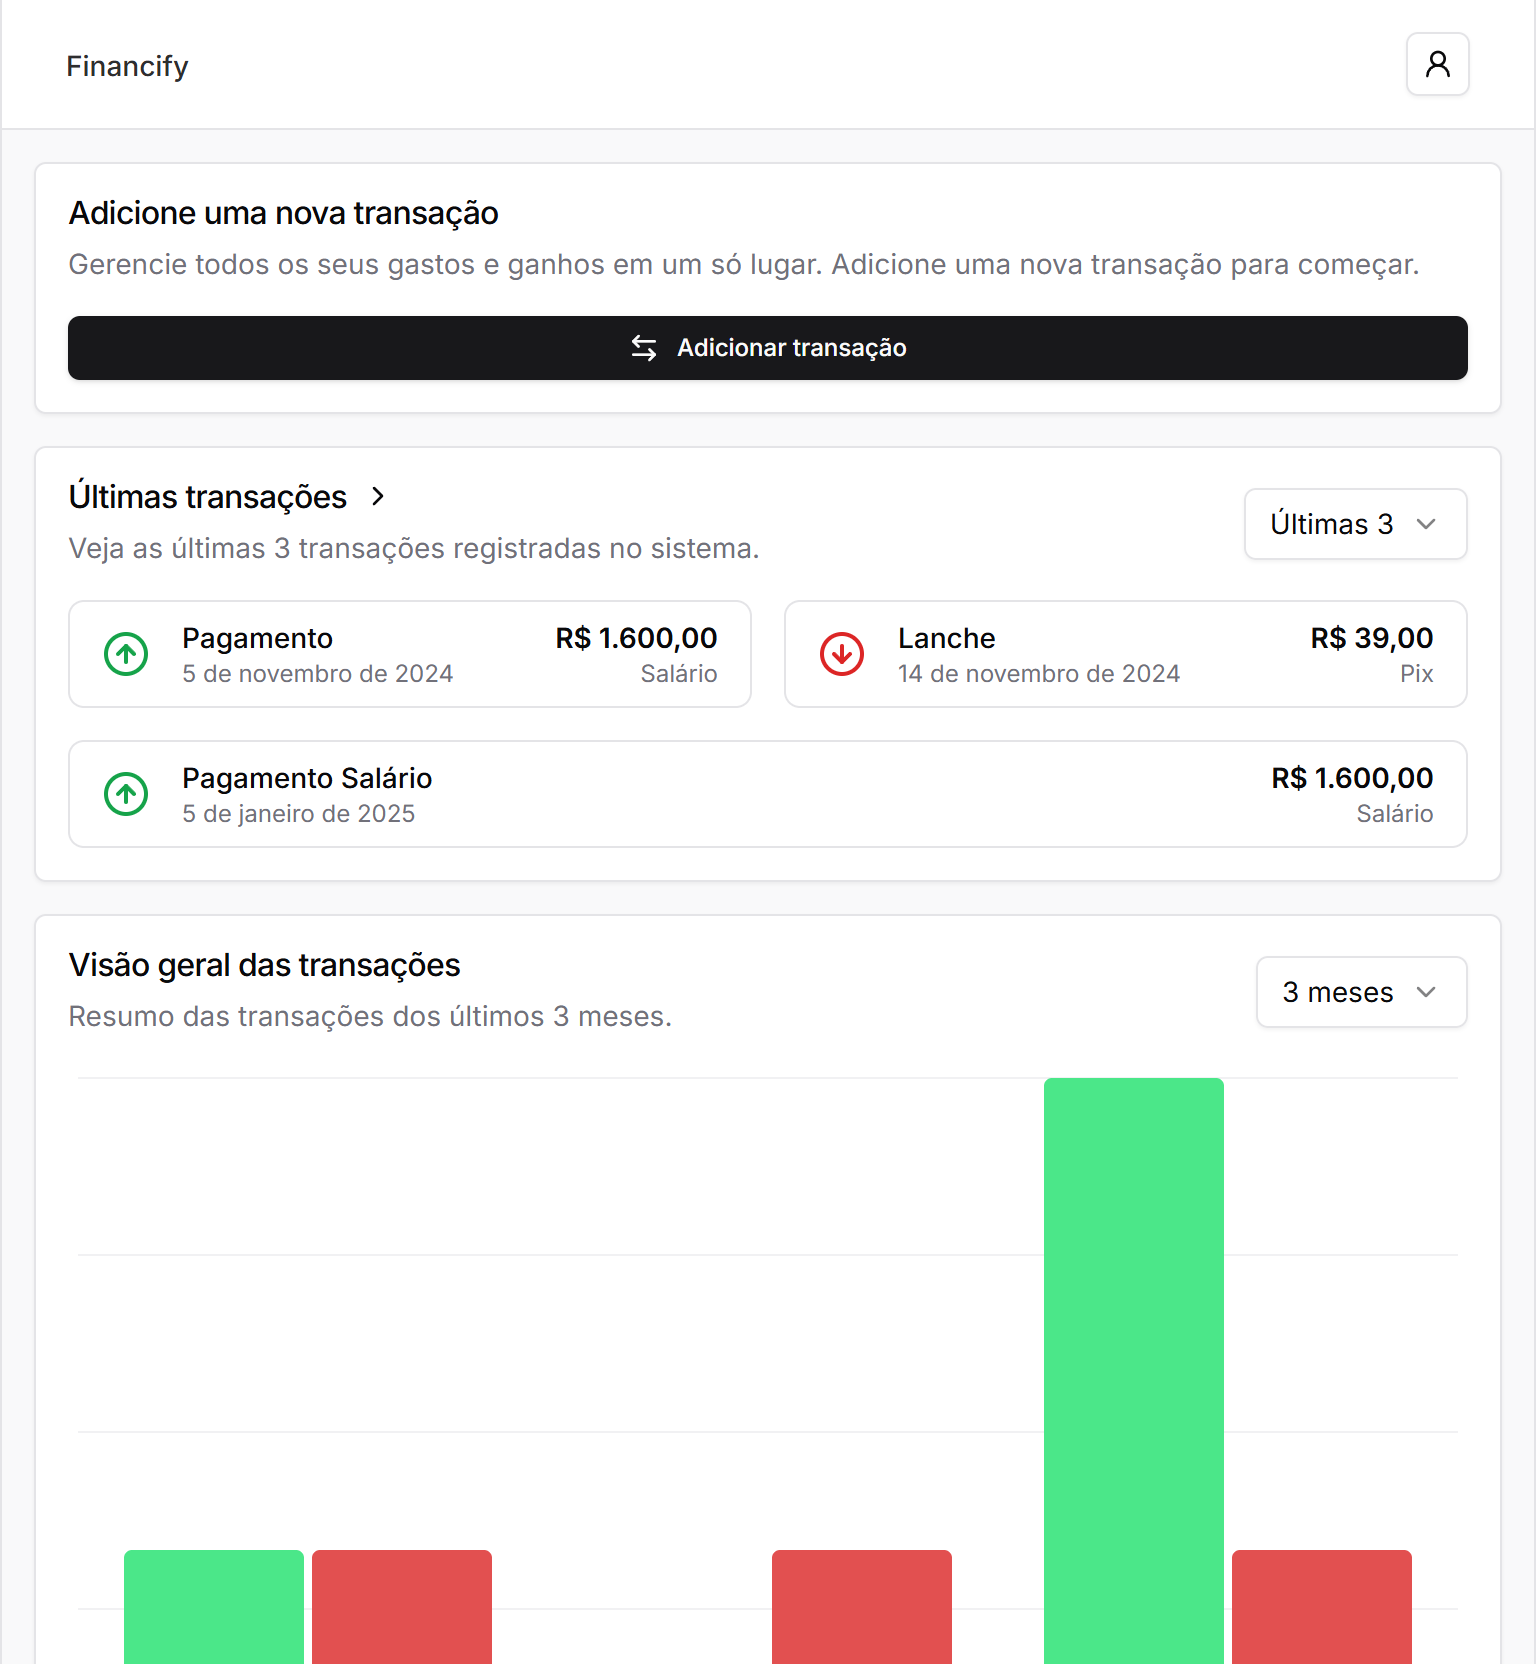 Financify
Adicione uma nova transação
Gerencie todos os seus gastos e ganhos em um só lugar. Adicione uma nova transação para começar.
Adicionar transação
Últimas transações
Veja as últimas 3 transações registradas no sistema.
Últimas 3
Pagamento R$ 1.600,00
5 de novembro de 2024 Salário
Lanche R$ 39,00
14 de novembro de 2024 Pix
Pagamento Salário R$ 1.600,00
5 de janeiro de 2025 Salário
Visão geral das transações
Resumo das transações dos últimos 3 meses.
3 meses